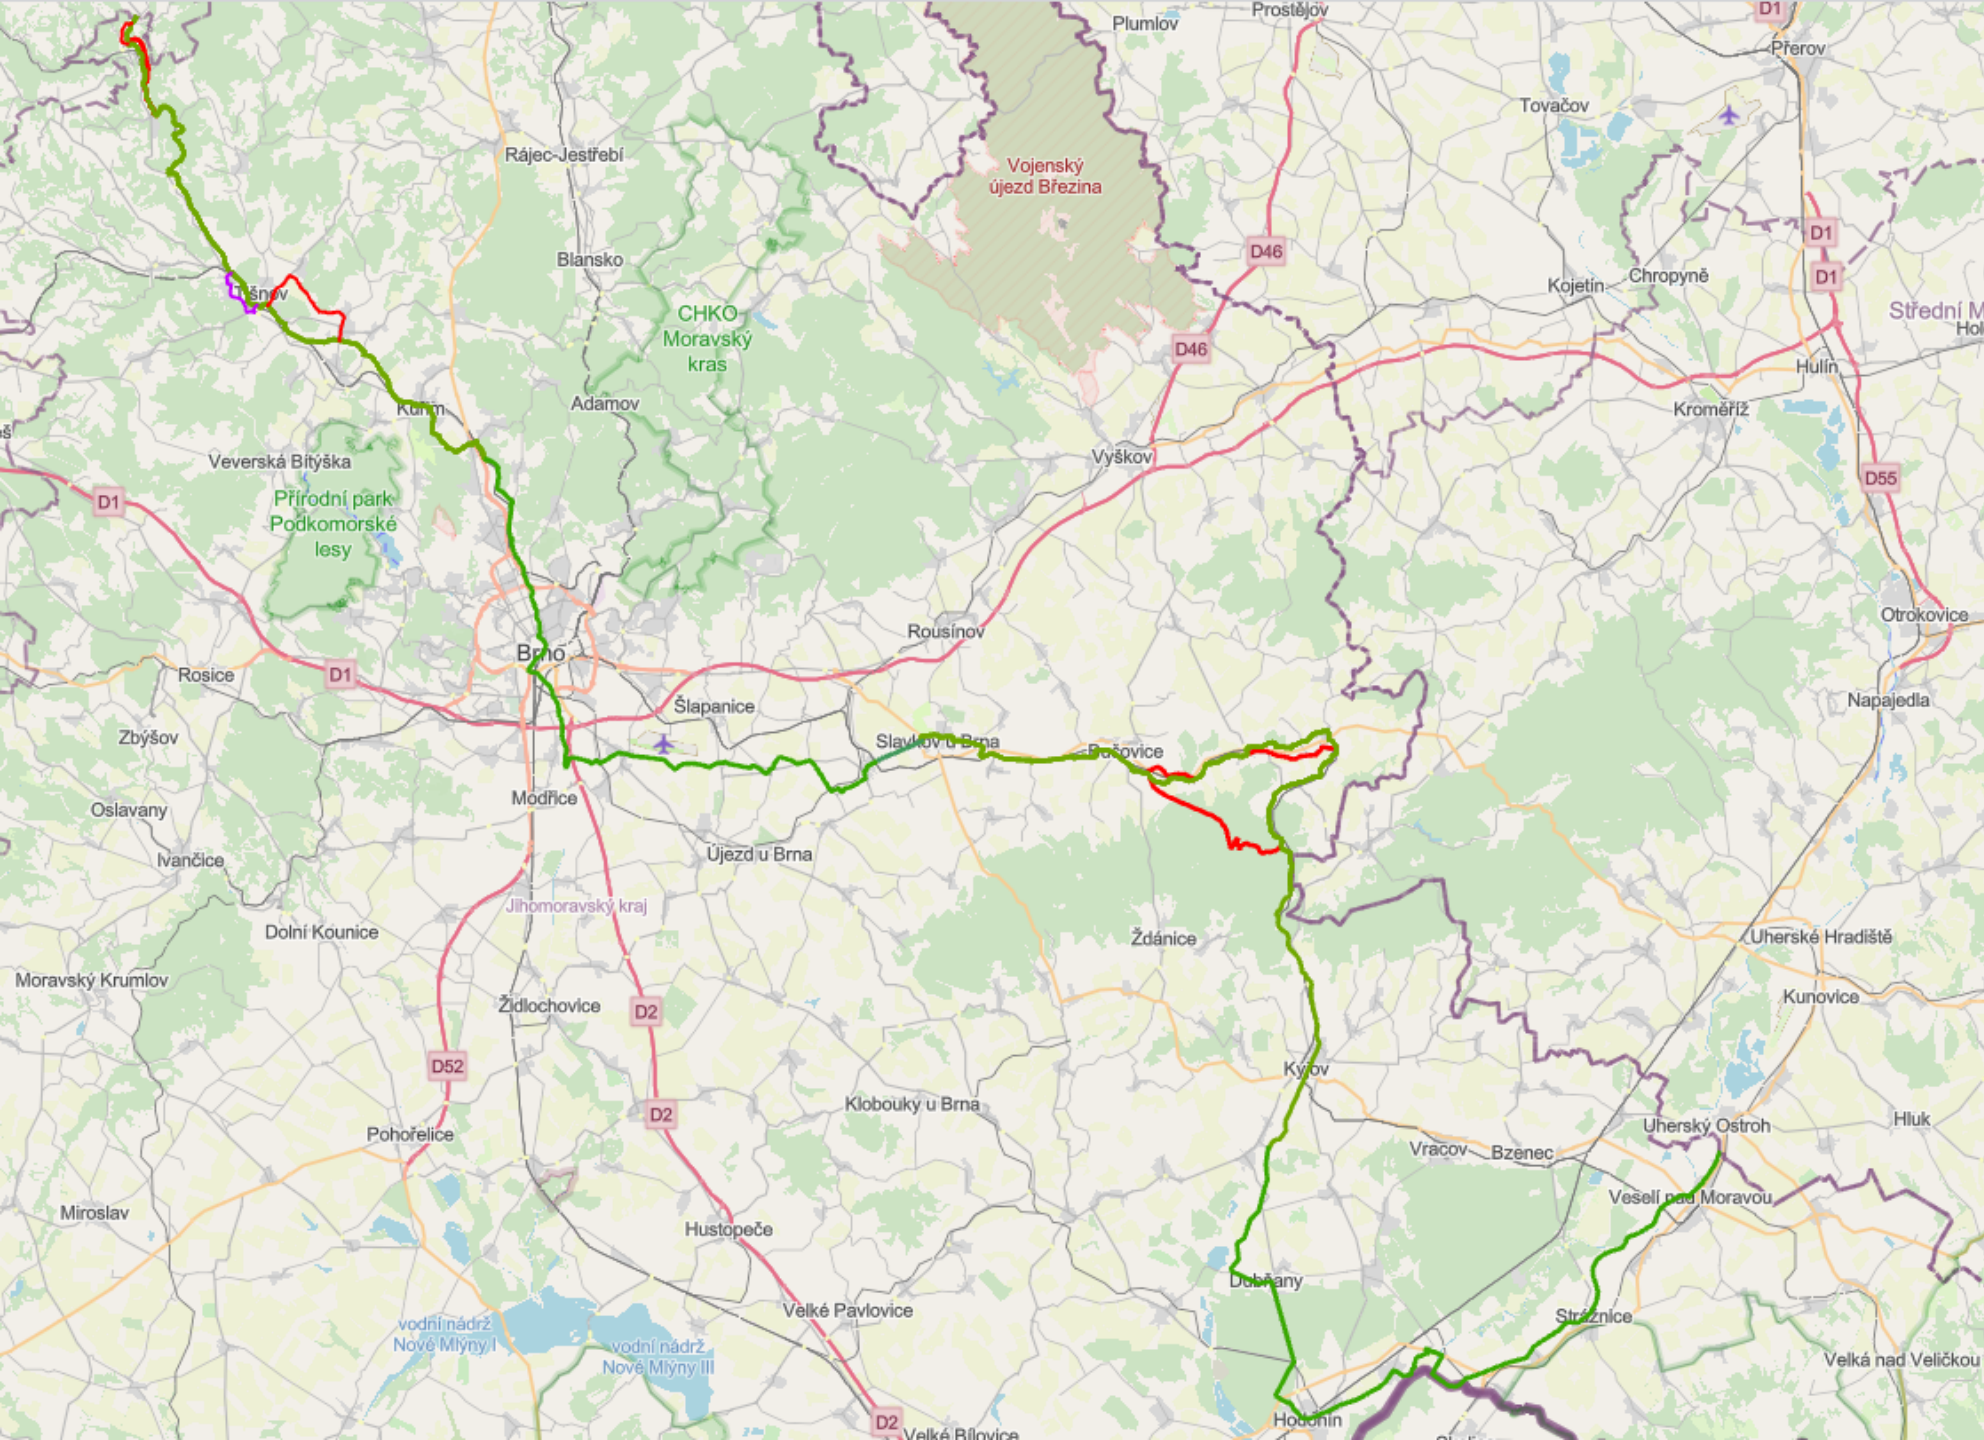 Prostějov
D1
Plumlov
Přerov
Tovačov
Rájec-Jestřebí
Vojenský
újezd Březina
D1
D46
Blansko
Chropyně
D1
Kojetín
Tišnov
CHKO
Moravský
kras
Střední M
Hol
D46
Hulín
Adamov
Kuřim
Kroměříž
Vyškov
Veverská Bítýška
D55
D1
Přírodní park
Podkomorské
lesy
Otrokovice
Rousínov
Brno
D1
Rosice
Napajedla
Šlapanice
Zbýšov
Slavkov u Brna
Bučovice
Modřice
Oslavany
Újezd u Brna
Ivančice
Jihomoravský kraj
Dolní Kounice
Ždánice
Uherské Hradiště
Moravský Krumlov
Kunovice
Židlochovice
D2
D52
Kyjov
Klobouky u Brna
D2
Hluk
Uherský Ostroh
Pohořelice
Vracov
Bzenec
Veselí nad Moravou
Miroslav
Hustopeče
Dubňany
Velké Pavlovice
Strážnice
vodní nádrž
Nové Mlýny I
vodní nádrž
Nové Mlýny III
Velká nad Veličkou
Hodonín
D2
Velké Bílovice